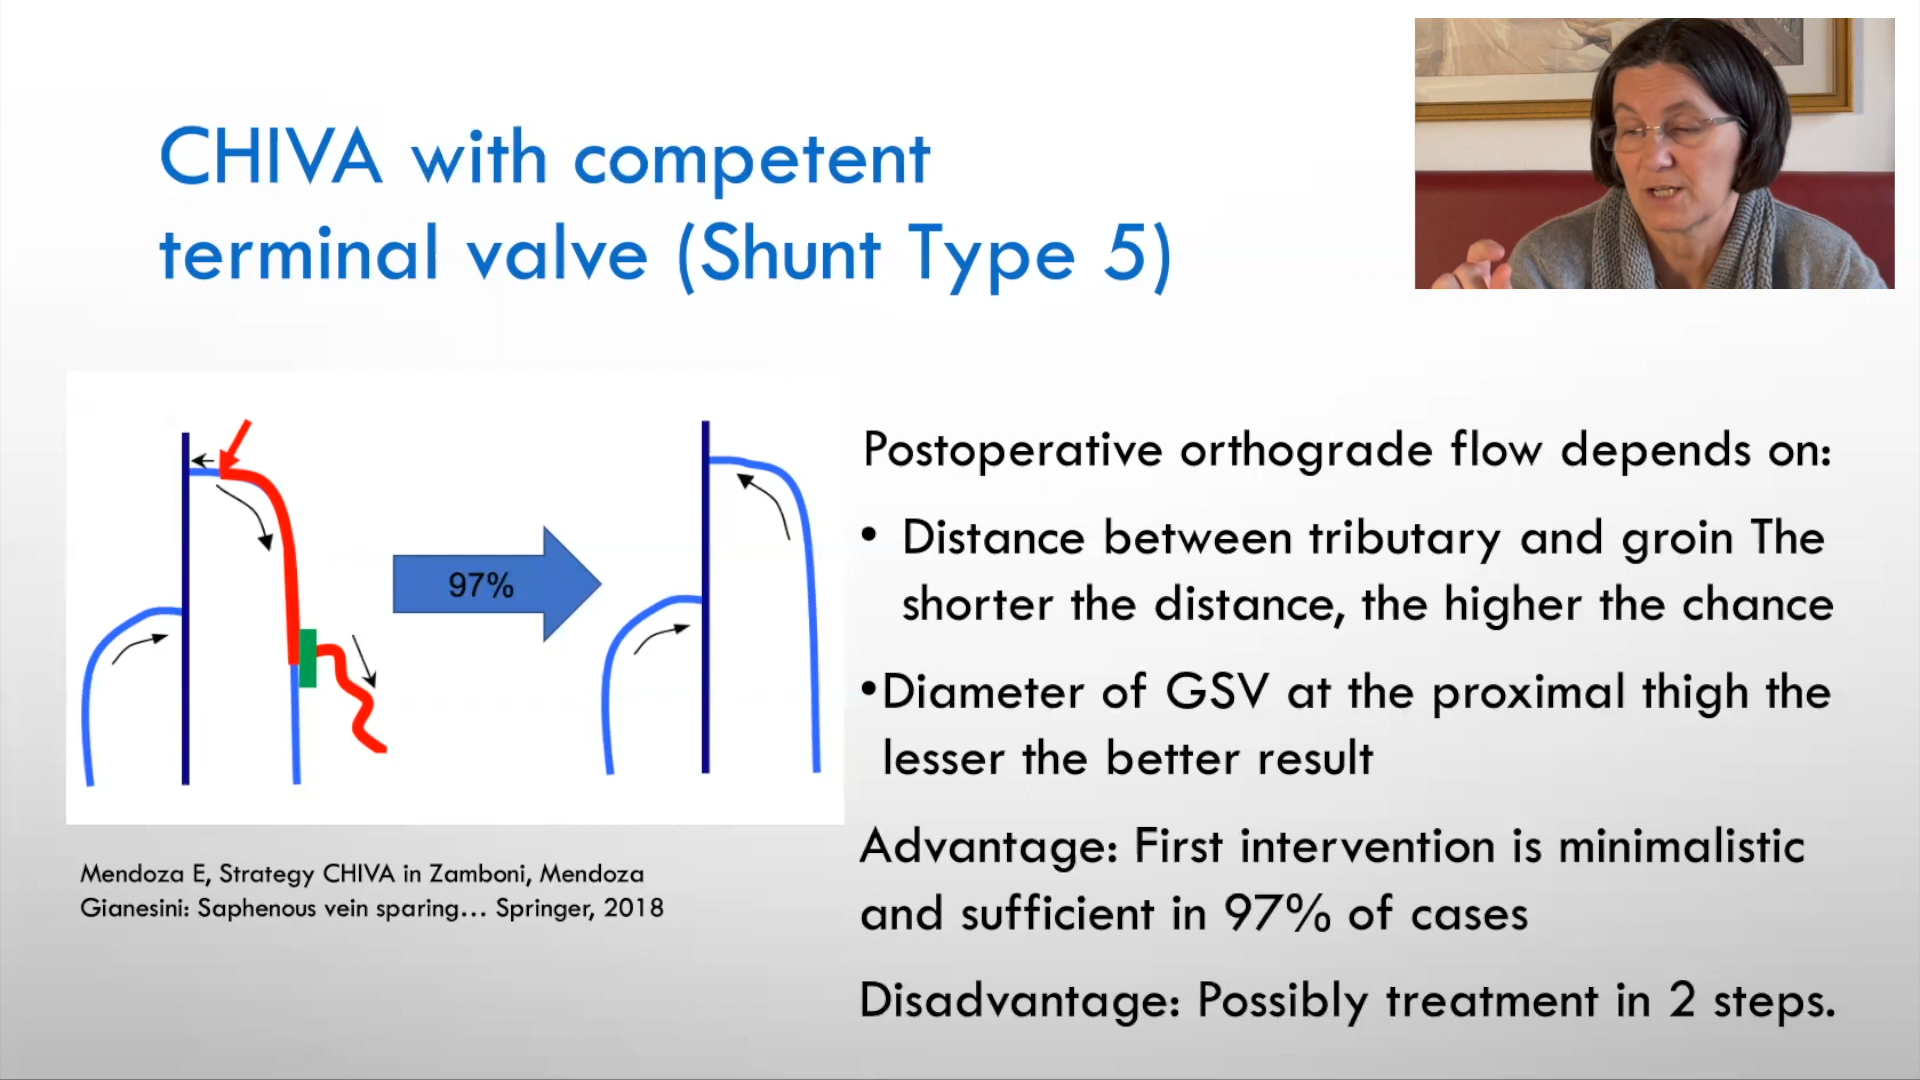 CHIVA with competent
terminal valve (Shunt Type 5)
97%
Postoperative orthograde flow depends on:
• Distance between tributary and groin The
shorter the distance, the higher the chance
•Diameter of GSV at the proximal thigh the
lesser the better result
Advantage: First intervention is minimalistic
and sufficient in 97% of cases
Disadvantage: Possibly treatment in 2 steps.
Mendoza E, Strategy CHIVA in Zamboni, Mendoza
Gianesini: Saphenous vein sparing... Springer, 2018